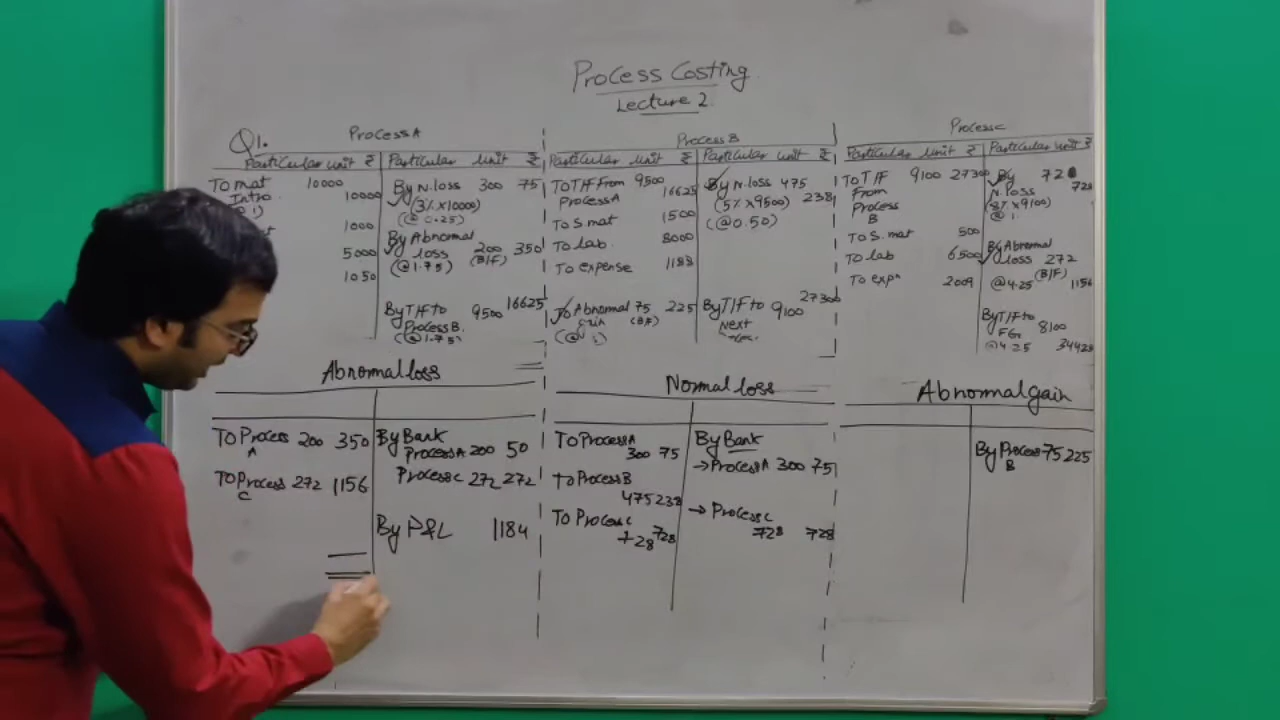 Process Costing
Lecture 2
Q1.
Process A
Particular unit ₹ Particular unit ₹
To mat 10000
Intro. 10000
1000
5000
1050
By N. loss 300 75
(3% x 10000)
(@ 0.25)
By Abnormal
loss 200 350
(@ 1.75) (B/F)
By T/F to 9500 16625
Process B.
(@ 1.75)
Process B
Particular unit ₹ Particular unit ₹
To T/F From 9500
Process A 16625
To S. mat 1500
To lab. 8000
To expense 1188
To Abnormal 75 225
gain (B/F)
By N. loss 475
(5% x 9500) 238
(@ 0.50)
By T/F to 27300
Next 9100
Process C
Particular unit ₹ Particular unit ₹
To T/F 9100 27300
From
Process
B
To S. mat 500
To lab 6500
To expn 2009
By 728
N. loss 728
(8% x 9100)
@ 1.
By Abnormal
loss 272
(B/F)
@ 4.25 1156
By T/F to
FG 8100
@ 4.25 34425
Abnormal loss
To Process 200 350
A
To Process 272 1156
C
By Bank
Process A 200 50
Process C 272 272
By P&L 1184
Normal loss
To Process A
300 75
To Process B
475 238
To Process C
728 728
By Bank
→ Process A 300 75
→ Process C
728 728
Abnormal gain
By Process 75 225
B